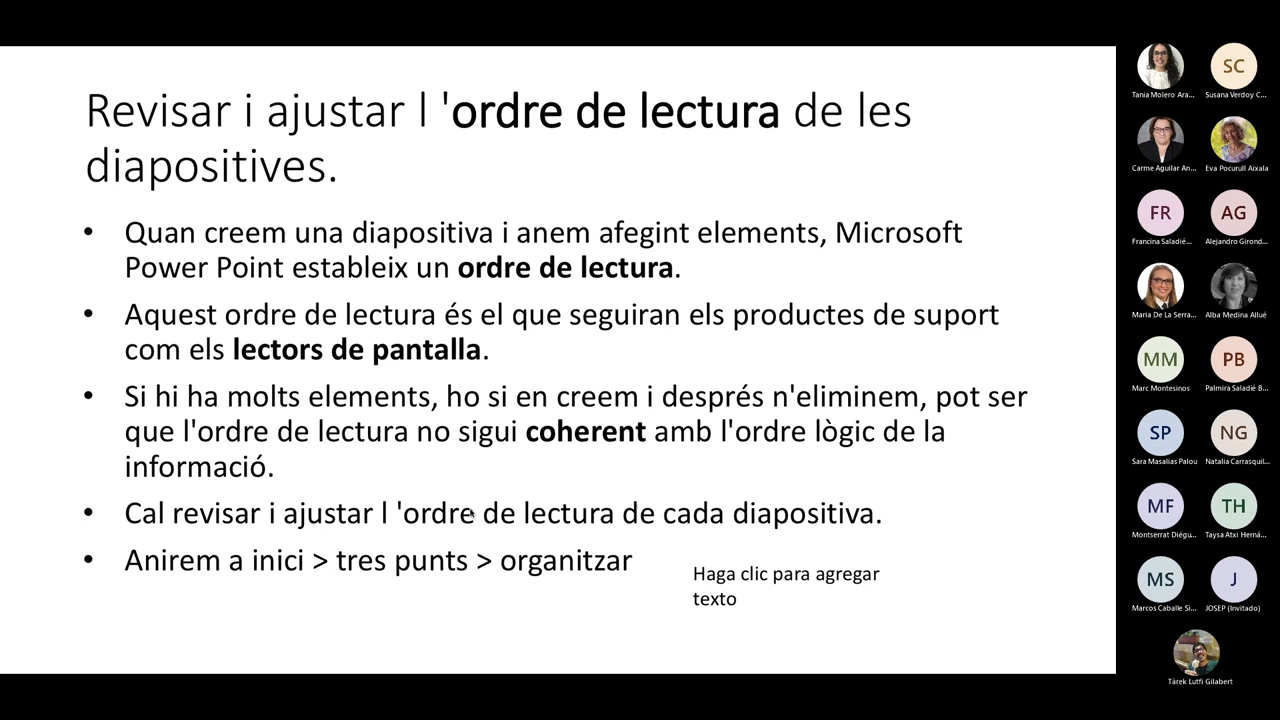 Revisar i ajustar l 'ordre de lectura de les
diapositives.
• Quan creem una diapositiva i anem afegint elements, Microsoft
Power Point estableix un ordre de lectura.
• Aquest ordre de lectura és el que seguiran els productes de suport
com els lectors de pantalla.
• Si hi ha molts elements, ho si en creem i després n'eliminem, pot ser
que l'ordre de lectura no sigui coherent amb l'ordre lògic de la
informació.
• Cal revisar i ajustar l 'ordre de lectura de cada diapositiva.
• Anirem a inici > tres punts > organitzar
Haga clic para agregar
texto
SC
Tania Molero Ara... Susana Verdoy C...
Carme Aguilar An... Eva Pocurull Aixala
FR AG
Francina Saladié... Alejandro Girond...
Maria De La Serra... Alba Medina Allué
MM PB
Marc Montesinos Palmira Saladié B...
SP NG
Sara Masalias Palou Natalia Carrasquil...
MF TH
Montserrat Diégu... Taysa Atxi Herná...
MS J
Marcos Caballe Si... JOSEP (Invitado)
Tàrek Lutfi Gilabert